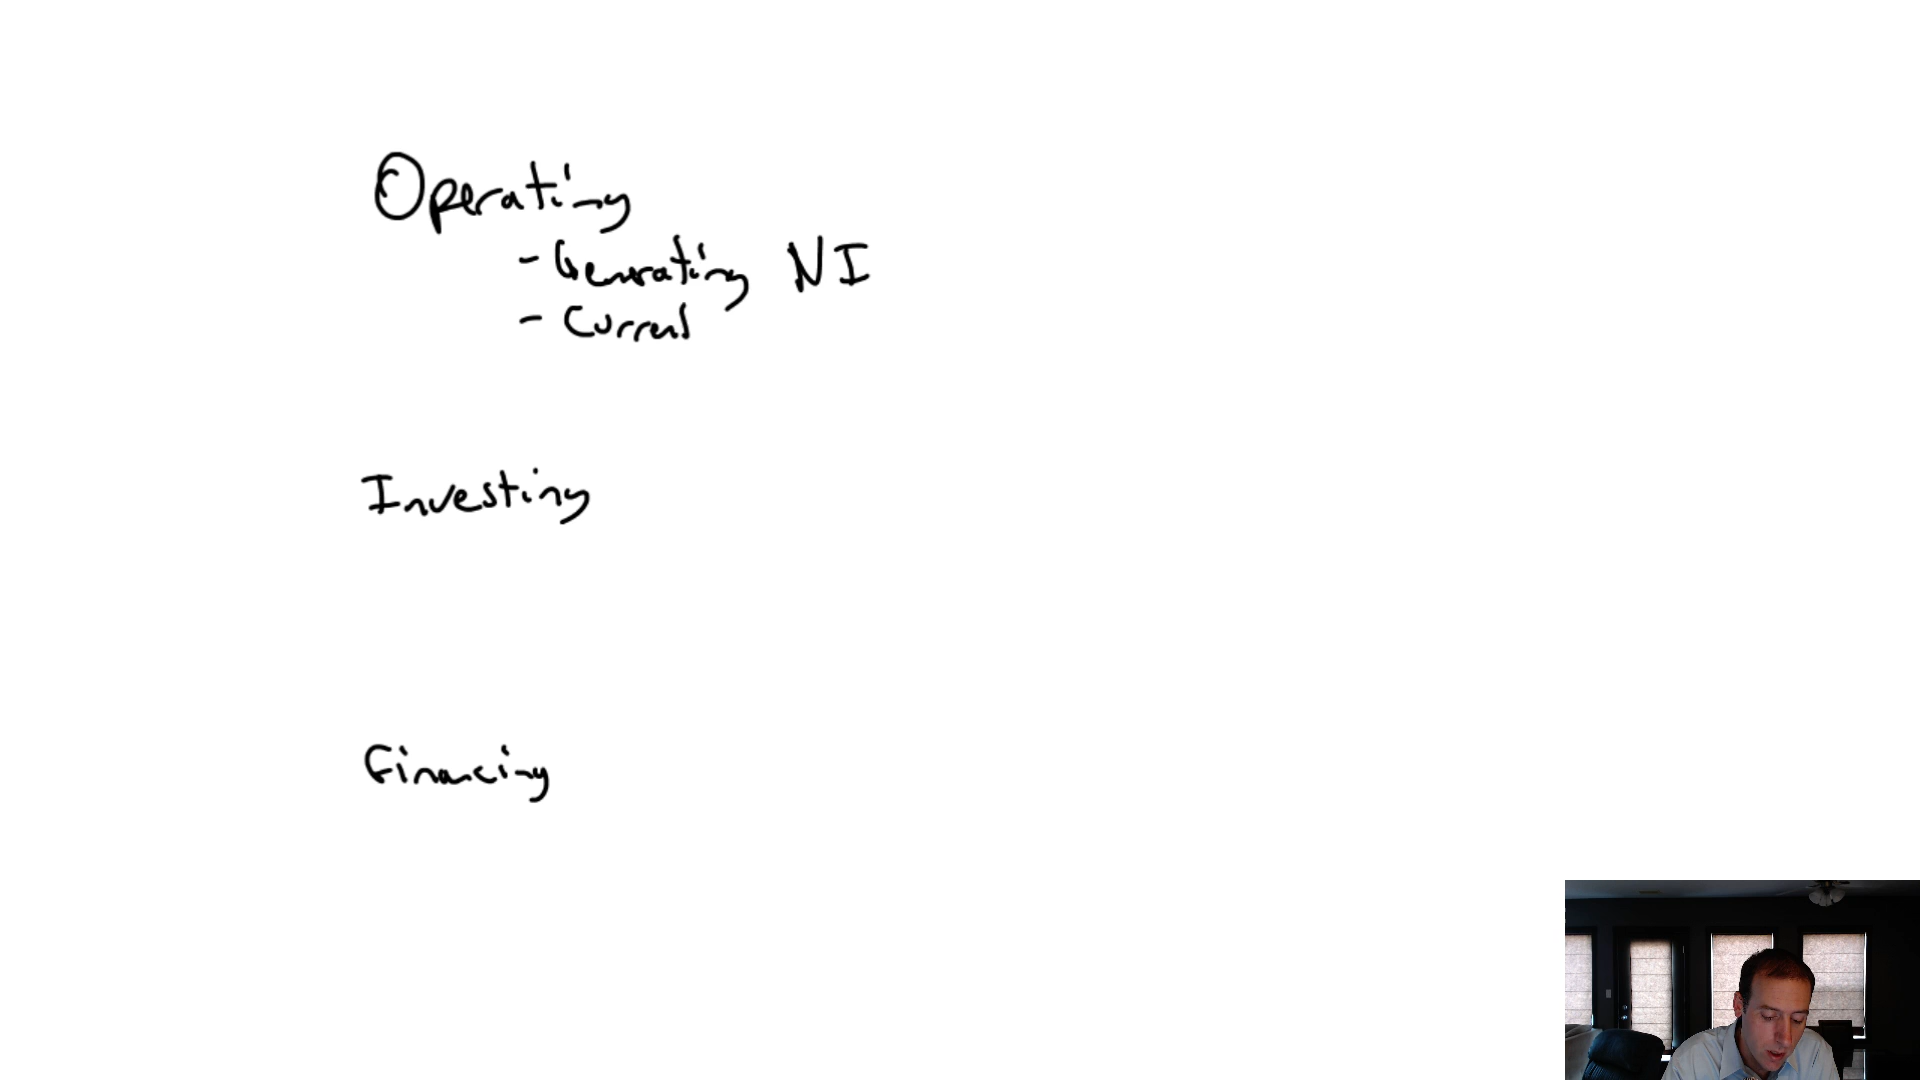 Operating
- Generating NI
- Current
Investing
Financing